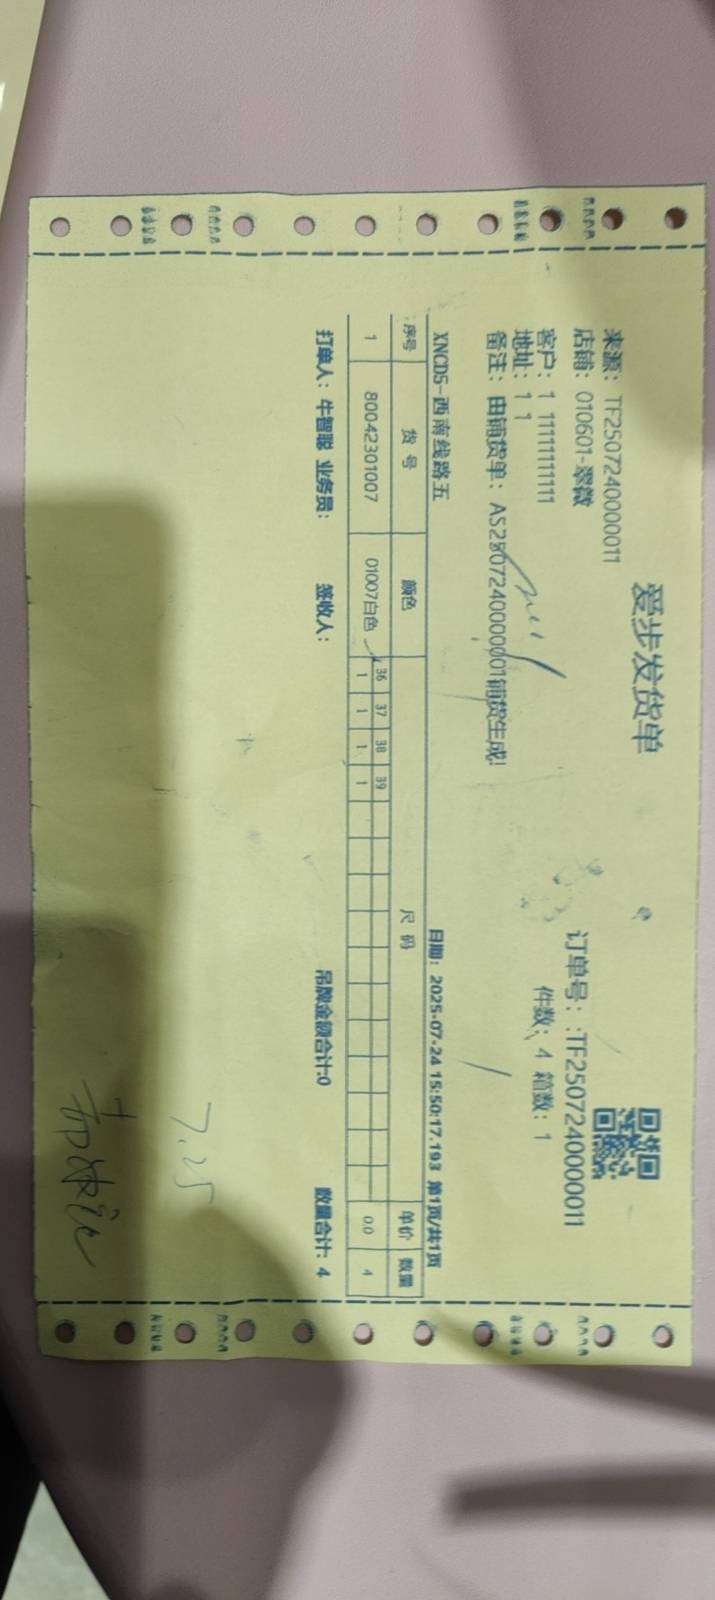 爱步发货单
来源：TF2507240000011
订单号：:TF2507240000011
店铺：010601-翠微
件数：4 箱数：1
客户：1 11111111111
地址：1 1
备注：由铺货单：AS2507240000001铺货生成!
XNCD5-西南线路五 日期：2025-07-24 15:50:17.193 第1页/共1页
序号 货号 颜色 尺码 单价 数量
36 37 38 39
1 80042301007 01007白色 1 1 1 1 0.0 4
打单人：牛智聪 业务员： 签收人： 吊牌金额合计:0 数量合计：4
7.25